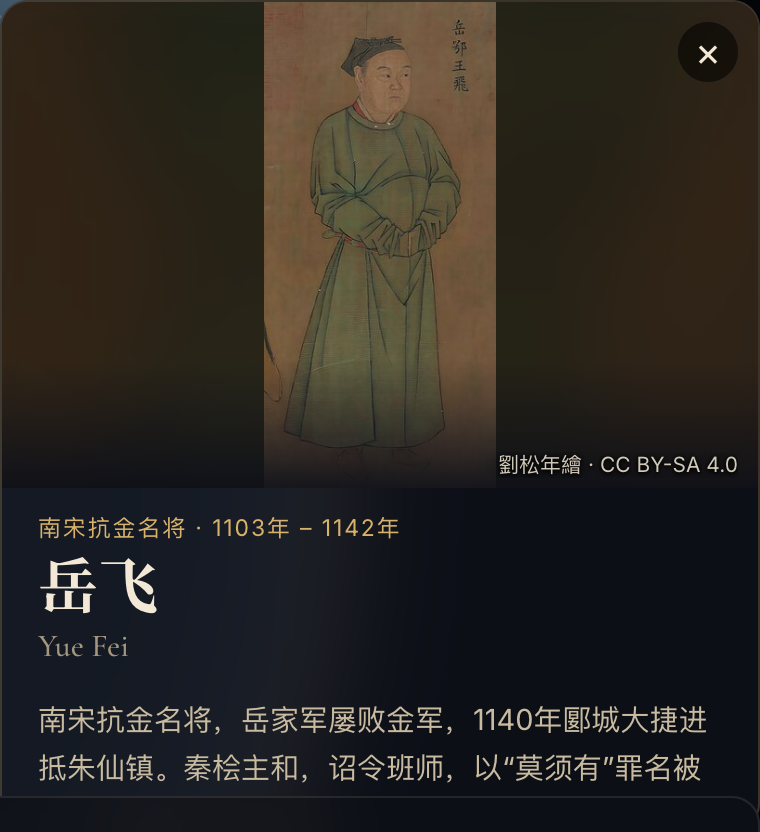 岳鄂王飛
×
劉松年繪 · CC BY-SA 4.0
南宋抗金名将 · 1103年 – 1142年
岳飞
Yue Fei
南宋抗金名将，岳家军屡败金军，1140年郾城大捷进
抵朱仙镇。秦桧主和，诏令班师，以“莫须有”罪名被